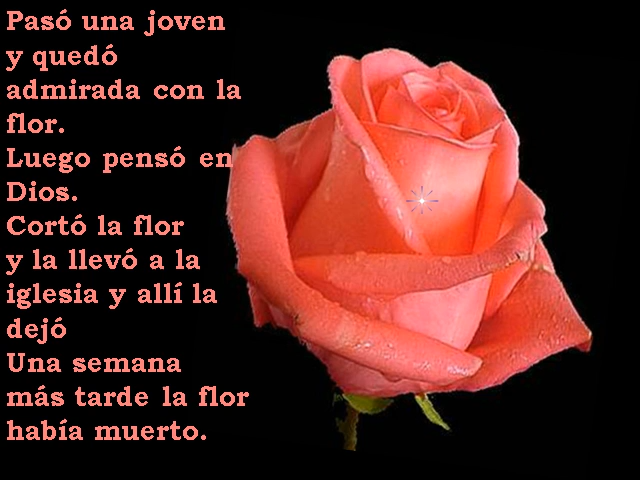 Pasó una joven
y quedó
admirada con la
flor.
Luego pensó en
Dios.
Cortó la flor
y la llevó a la
iglesia y allí la
dejó
Una semana
más tarde la flor
había muerto.